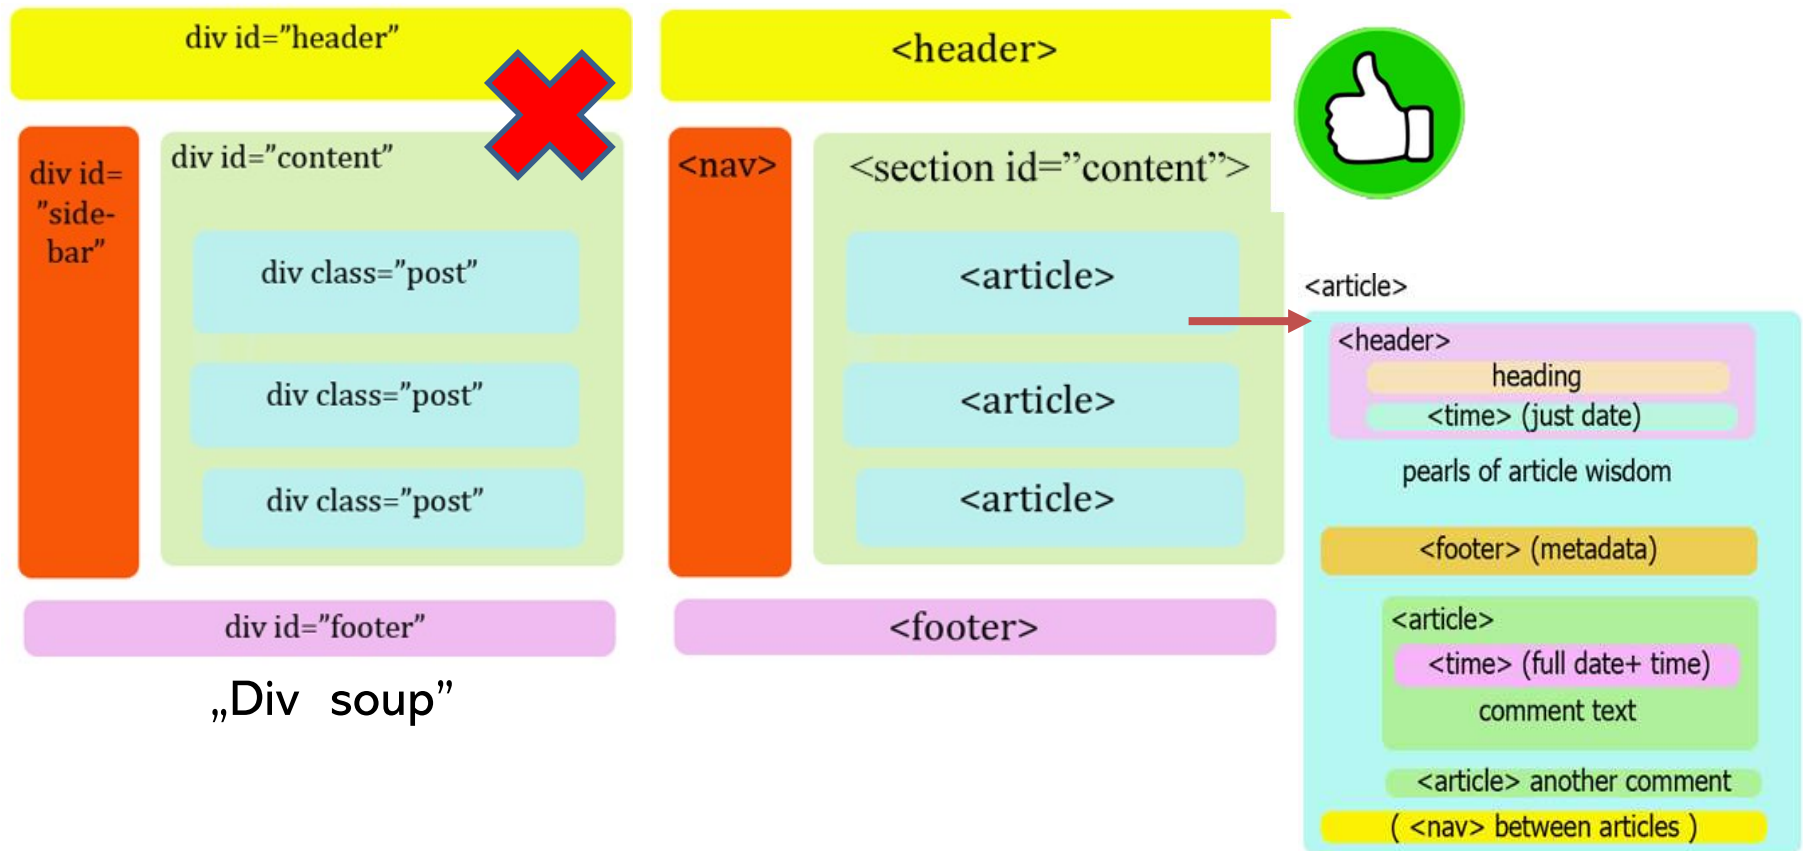 div id=”header”
div id=
”side-
bar”
div id=”content”
div class=”post”
div class=”post”
div class=”post”
div id=”footer”
„Div soup”
<header>
<nav>
<section id=”content”>
<article>
<article>
<article>
<footer>
<article>
<header>
heading
<time> (just date)
pearls of article wisdom
<footer> (metadata)
<article>
<time> (full date+ time)
comment text
<article> another comment
( <nav> between articles )